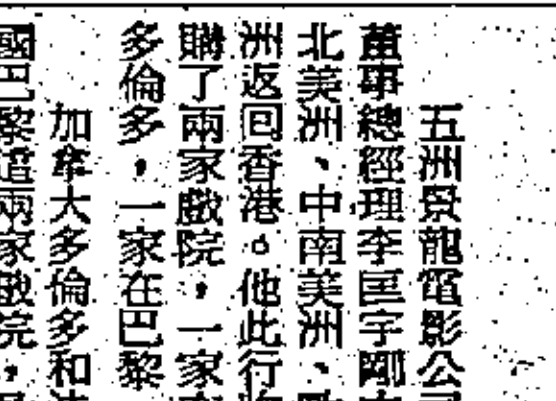 五洲景龍電影公司
董事總經理李匡宇剛
北美洲、中南美洲、歐
洲返回香港。他此行
購了兩家戲院,一家
多倫多,一家在巴黎
加拿大多倫多和法
國巴黎這兩家戲院,